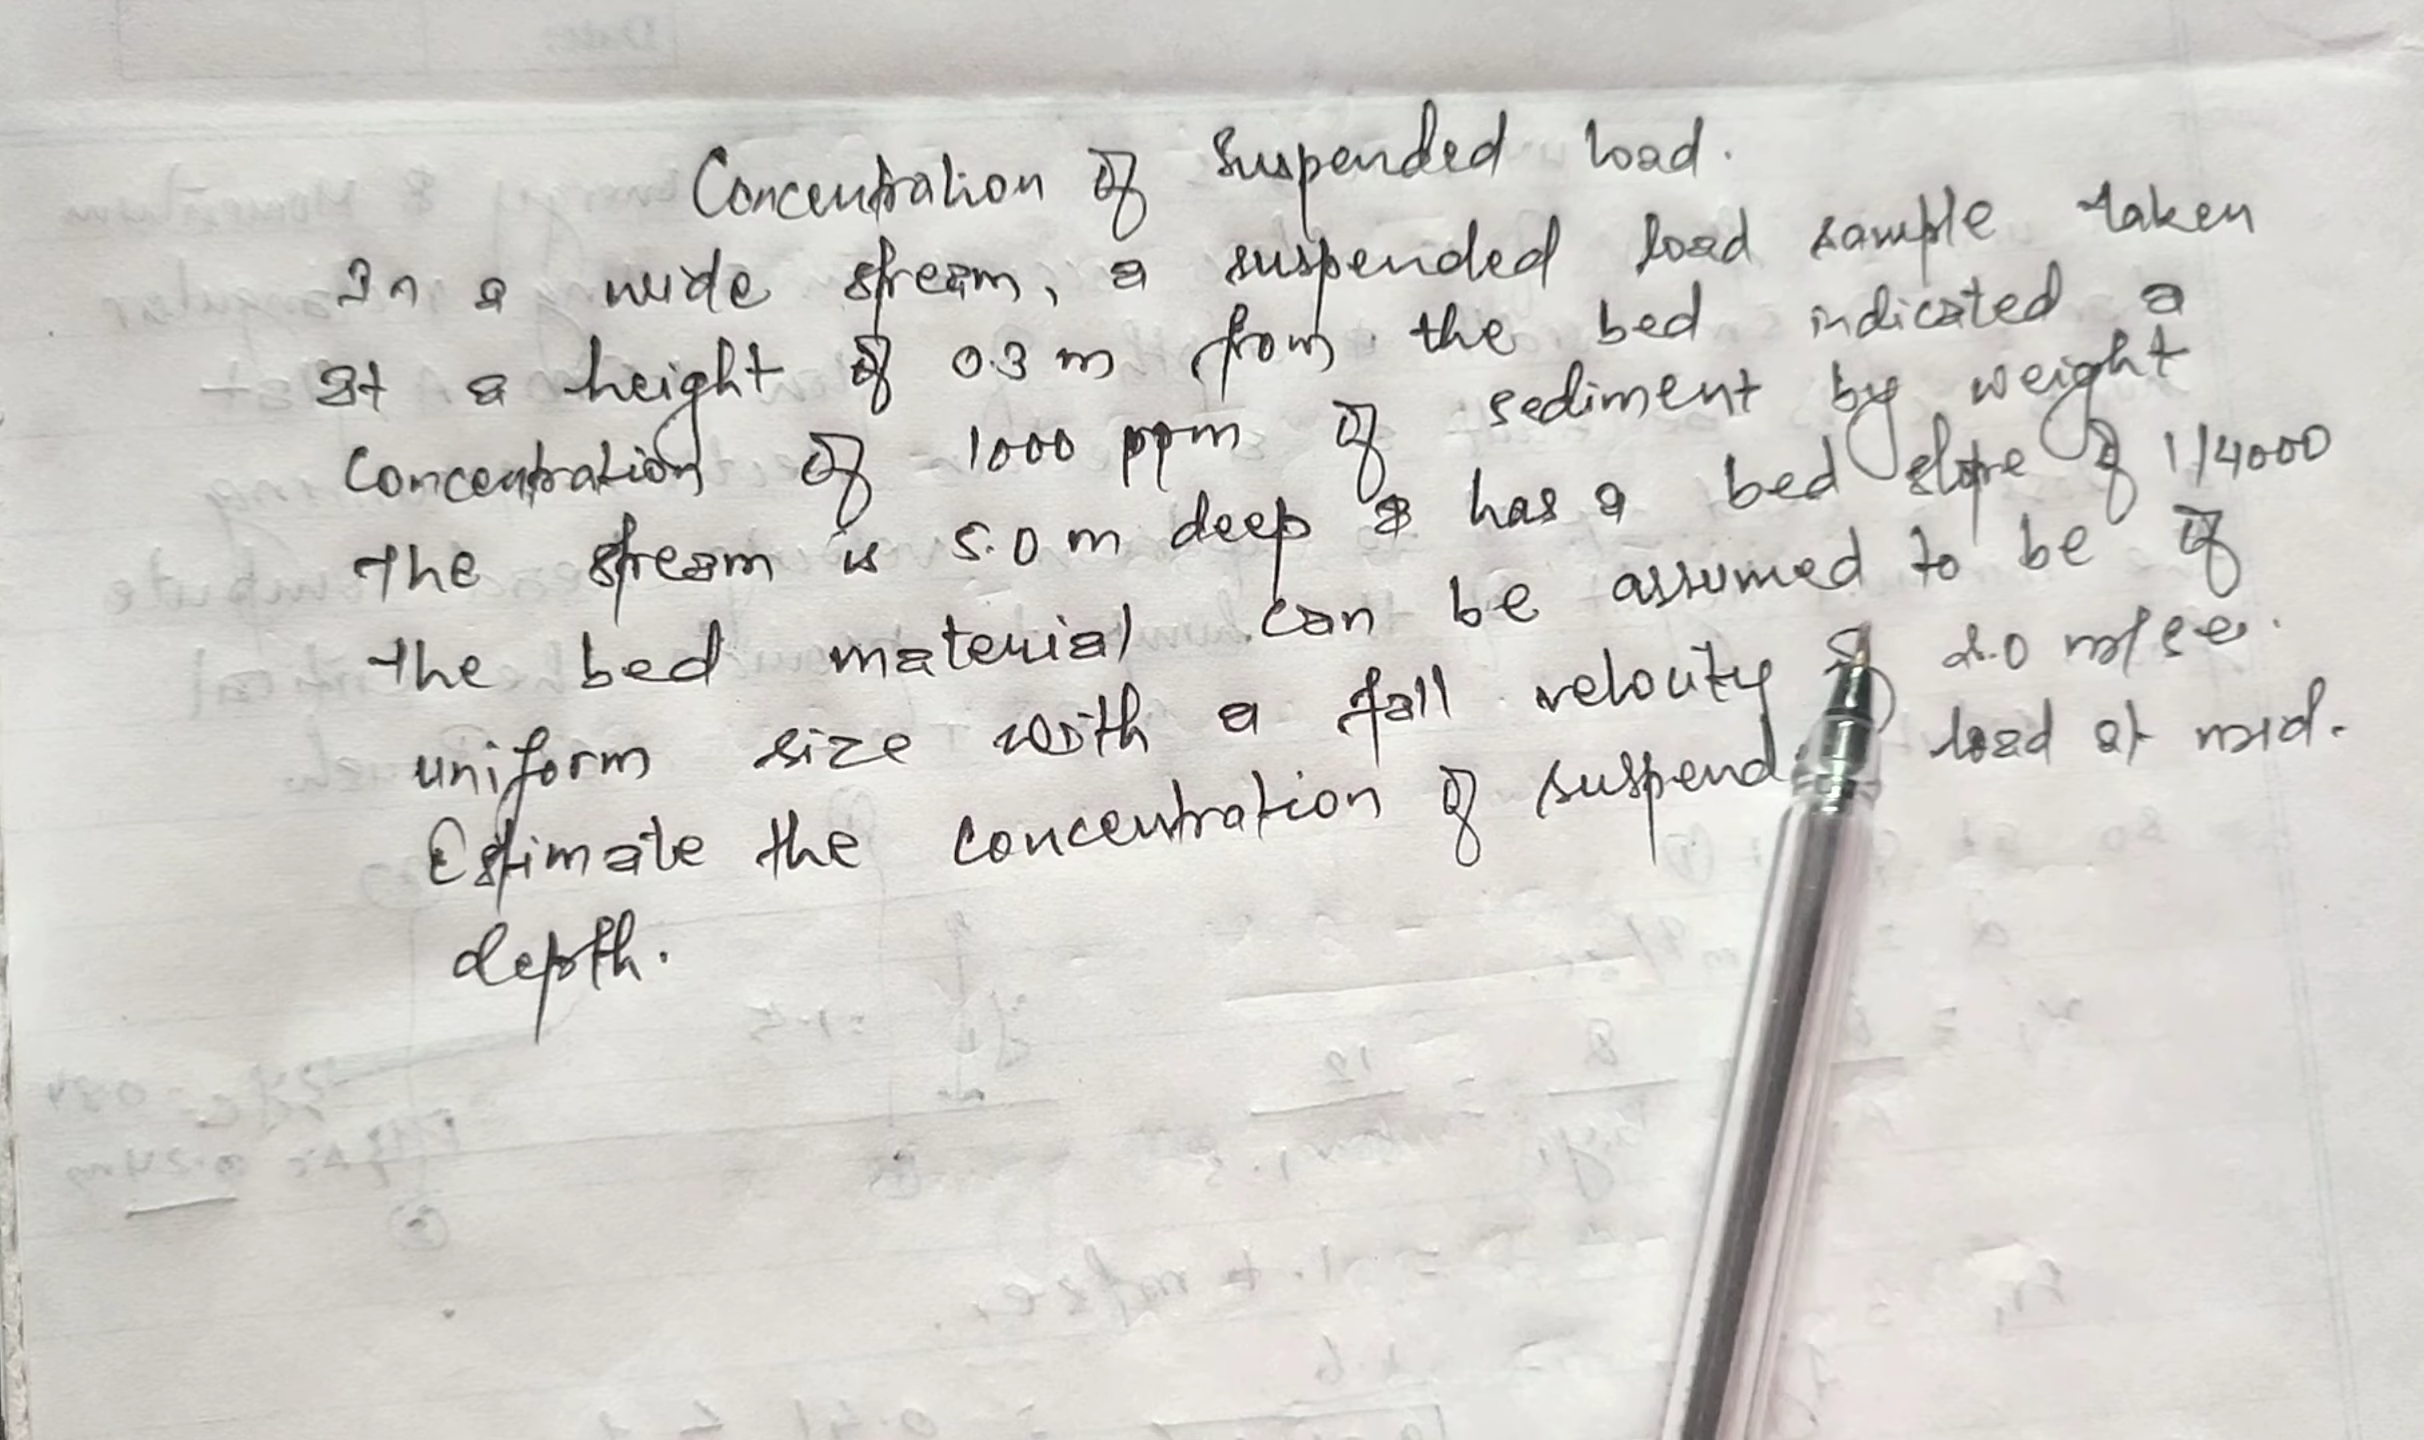 Concentration of Suspended load.
In a wide stream, a suspended load sample taken
at a height of 0.3 m from the bed indicated a
Concentration of 1000 ppm of sediment by weight
the stream is 5.0 m deep & has a bed slope of 1/4000
the bed material can be assumed to be of
uniform size with a fall velocity of 2.0 m/sec.
Estimate the concentration of suspend load at mid.
depth.